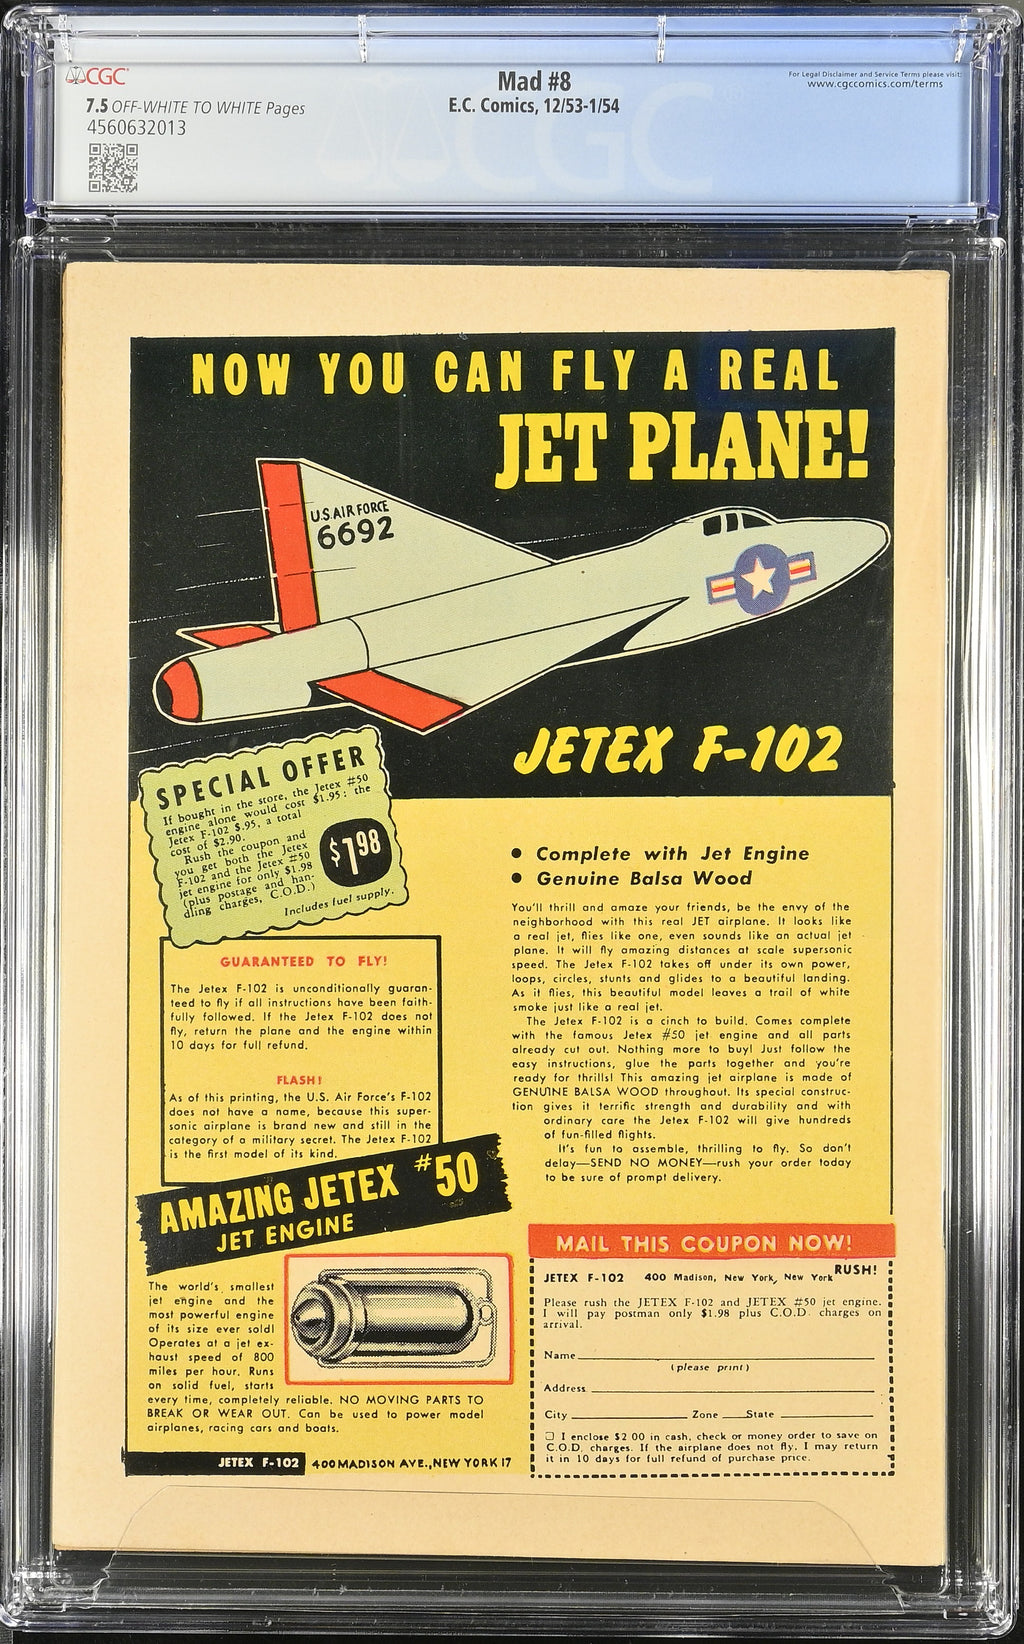 CGC
7.5 OFF-WHITE TO WHITE Pages
4560632013
Mad #8
E.C. Comics, 12/53-1/54
For Legal Disclaimer and Service Terms please visit:
www.cgccomics.com/terms
CGC
NOW YOU CAN FLY A REAL
JET PLANE!
U.S. AIR FORCE
6692
JETEX F-102
SPECIAL OFFER
If bought in the store, the Jetex #50
engine alone would cost $1.95: the
Jetex F-102 $.95, a total
cost of $2.90.
Rush the coupon and
you get both the Jetex
F-102 and the Jetex #50
jet engine for only $1.98
(plus postage and han-
dling charges, C.O.D.)
Includes fuel supply.
$1.98
GUARANTEED TO FLY!
The Jetex F-102 is unconditionally guaran-
teed to fly if all instructions have been faith-
fully followed. If the Jetex F-102 does not
fly, return the plane and the engine within
10 days for full refund.
FLASH!
As of this printing, the U.S. Air Force's F-102
does not have a name, because this super-
sonic airplane is brand new and still in the
category of a military secret. The Jetex F-102
is the first model of its kind.
AMAZING JETEX #50
JET ENGINE
The world's smallest
jet engine and the
most powerful engine
of its size ever sold!
Operates at a jet ex-
haust speed of 800
miles per hour. Runs
on solid fuel, starts
every time, completely reliable. NO MOVING PARTS TO
BREAK OR WEAR OUT. Can be used to power model
airplanes, racing cars and boats.
JETEX F-102 400 MADISON AVE., NEW YORK 17
• Complete with Jet Engine
• Genuine Balsa Wood
You'll thrill and amaze your friends, be the envy of the
neighborhood with this real JET airplane. It looks like
a real jet, flies like one, even sounds like an actual jet
plane. It will fly amazing distances at scale supersonic
speed. The Jetex F-102 takes off under its own power,
loops, circles, stunts and glides to a beautiful landing.
As it flies, this beautiful model leaves a trail of white
smoke just like a real jet.
The Jetex F-102 is a cinch to build. Comes complete
with the famous Jetex #50 jet engine and all parts
already cut out. Nothing more to buy! Just follow the
easy instructions, glue the parts together and you're
ready for thrills! This amazing jet airplane is made of
GENUINE BALSA WOOD throughout. Its special construc-
tion gives it terrific strength and durability and with
ordinary care the Jetex F-102 will give hundreds
of fun-filled flights.
It's fun to assemble, thrilling to fly. So don't
delay—SEND NO MONEY—rush your order today
to be sure of prompt delivery.
MAIL THIS COUPON NOW!
JETEX F-102 400 Madison, New York, New York RUSH!
Please rush the JETEX F-102 and JETEX #50 jet engine.
I will pay postman only $1.98 plus C.O.D. charges on
arrival.
Name
(please print)
Address
City Zone State
☐ I enclose $2.00 in cash, check or money order to save on
C.O.D. charges. If the airplane does not fly, I may return
it in 10 days for full refund of purchase price.